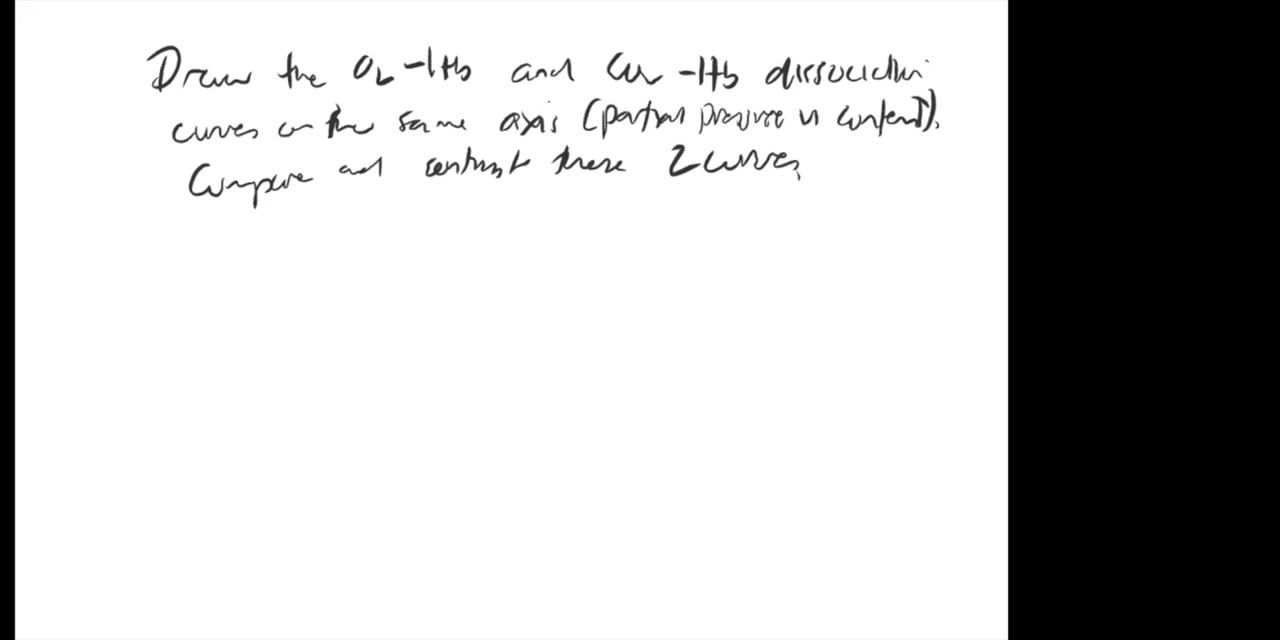 Draw the O2-Hb and CO2-Hb dissociation
curves on the same axis (partial pressure vs content).
Compare and contrast these 2 curves.